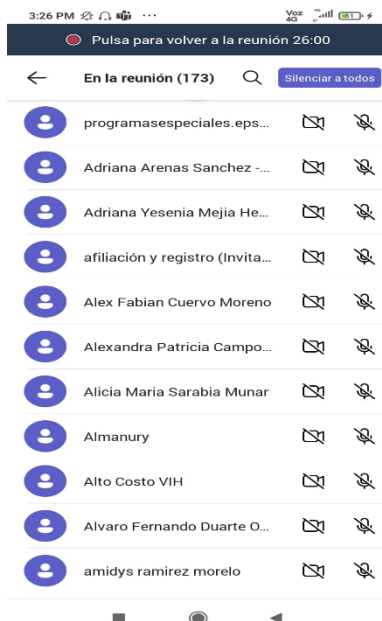 3:26 PM
Voz 4G
81
Pulsa para volver a la reunión 26:00
En la reunión (173)
Silenciar a todos
programasespeciales.eps...
Adriana Arenas Sanchez -...
Adriana Yesenia Mejia He...
afiliación y registro (Invita...
Alex Fabian Cuervo Moreno
Alexandra Patricia Campo...
Alicia Maria Sarabia Munar
Almanury
Alto Costo VIH
Alvaro Fernando Duarte O...
amidys ramirez morelo